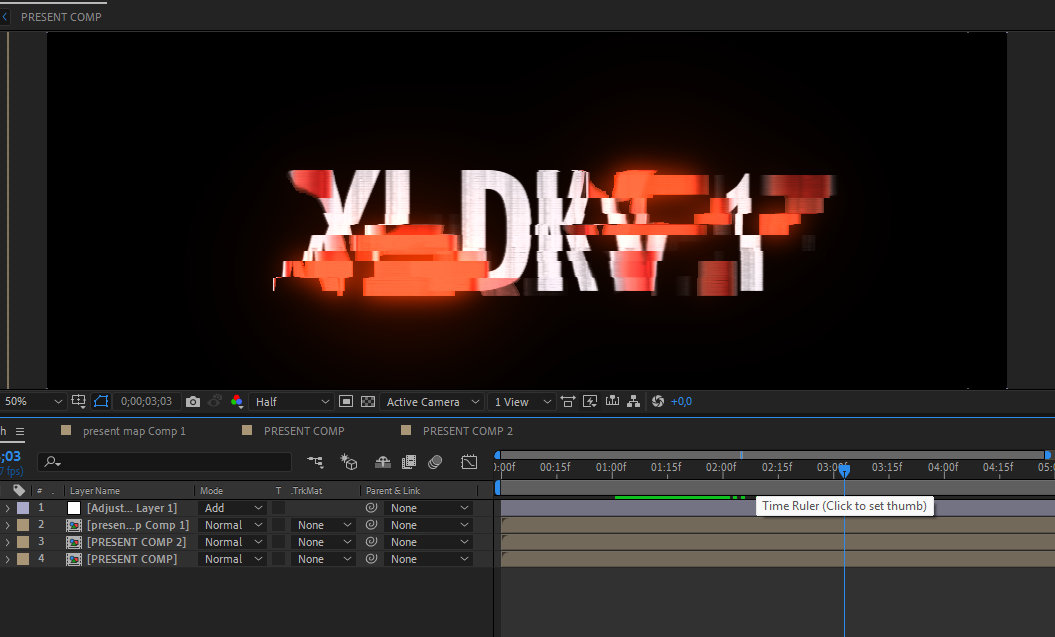 PRESENT COMP
XLDKV 17
50% 0;00;03;03 Half Active Camera 1 View +0,0
h present map Comp 1 PRESENT COMP PRESENT COMP 2
;03
7 fps)
:00f 00:15f 01:00f 01:15f 02:00f 02:15f 03:0 03:15f 04:00f 04:15f 05:0
# . Layer Name Mode T .TrkMat Parent & Link
1 [Adjust... Layer 1] Add None
Time Ruler (Click to set thumb)
2 [presen...p Comp 1] Normal None None
3 [PRESENT COMP 2] Normal None None
4 [PRESENT COMP] Normal None None